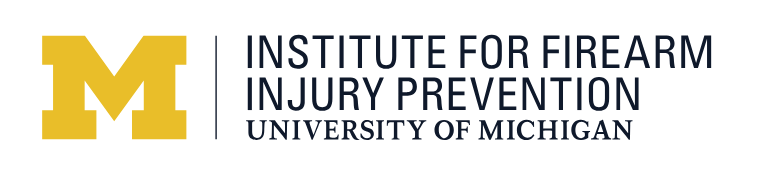 M
INSTITUTE FOR FIREARM
INJURY PREVENTION
UNIVERSITY OF MICHIGAN